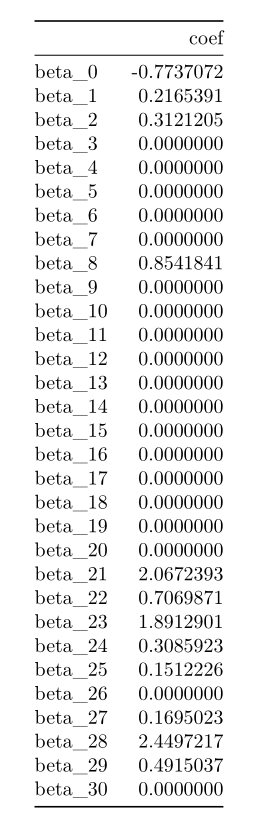 coef
beta_0 -0.7737072
beta_1 0.2165391
beta_2 0.3121205
beta_3 0.0000000
beta_4 0.0000000
beta_5 0.0000000
beta_6 0.0000000
beta_7 0.0000000
beta_8 0.8541841
beta_9 0.0000000
beta_10 0.0000000
beta_11 0.0000000
beta_12 0.0000000
beta_13 0.0000000
beta_14 0.0000000
beta_15 0.0000000
beta_16 0.0000000
beta_17 0.0000000
beta_18 0.0000000
beta_19 0.0000000
beta_20 0.0000000
beta_21 2.0672393
beta_22 0.7069871
beta_23 1.8912901
beta_24 0.3085923
beta_25 0.1512226
beta_26 0.0000000
beta_27 0.1695023
beta_28 2.4497217
beta_29 0.4915037
beta_30 0.0000000